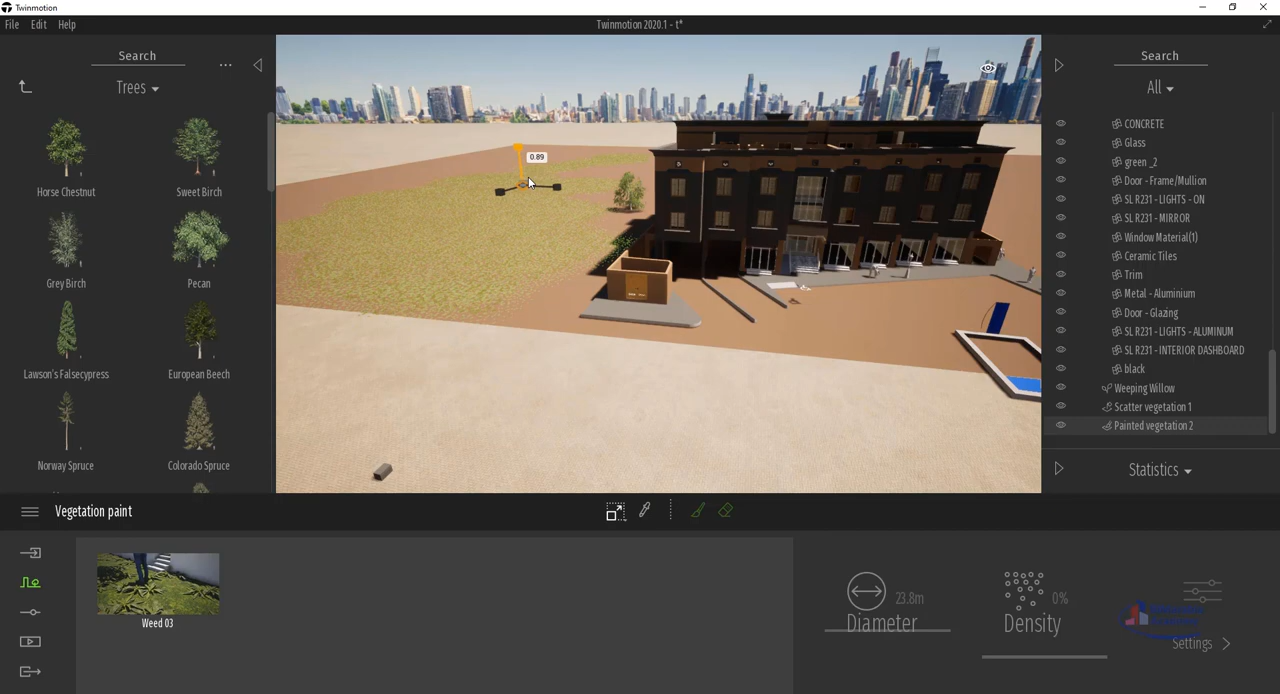 Twinmotion
File Edit Help
Twinmotion 2020.1 - t*
Search
...
Trees
Horse Chestnut
Sweet Birch
Grey Birch
Pecan
Lawson's Falsecypress
European Beech
Norway Spruce
Colorado Spruce
0.89
Search
All
CONCRETE
Glass
green _2
Door - Frame/Mullion
SL R231 - LIGHTS - ON
SL R231 - MIRROR
Window Material(1)
Ceramic Tiles
Trim
Metal - Aluminium
Door - Glazing
SL R231 - LIGHTS - ALUMINUM
SL R231 - INTERIOR DASHBOARD
black
Weeping Willow
Scatter vegetation 1
Painted vegetation 2
Statistics
Vegetation paint
Weed 03
23.8m
Diameter
0%
Density
Settings